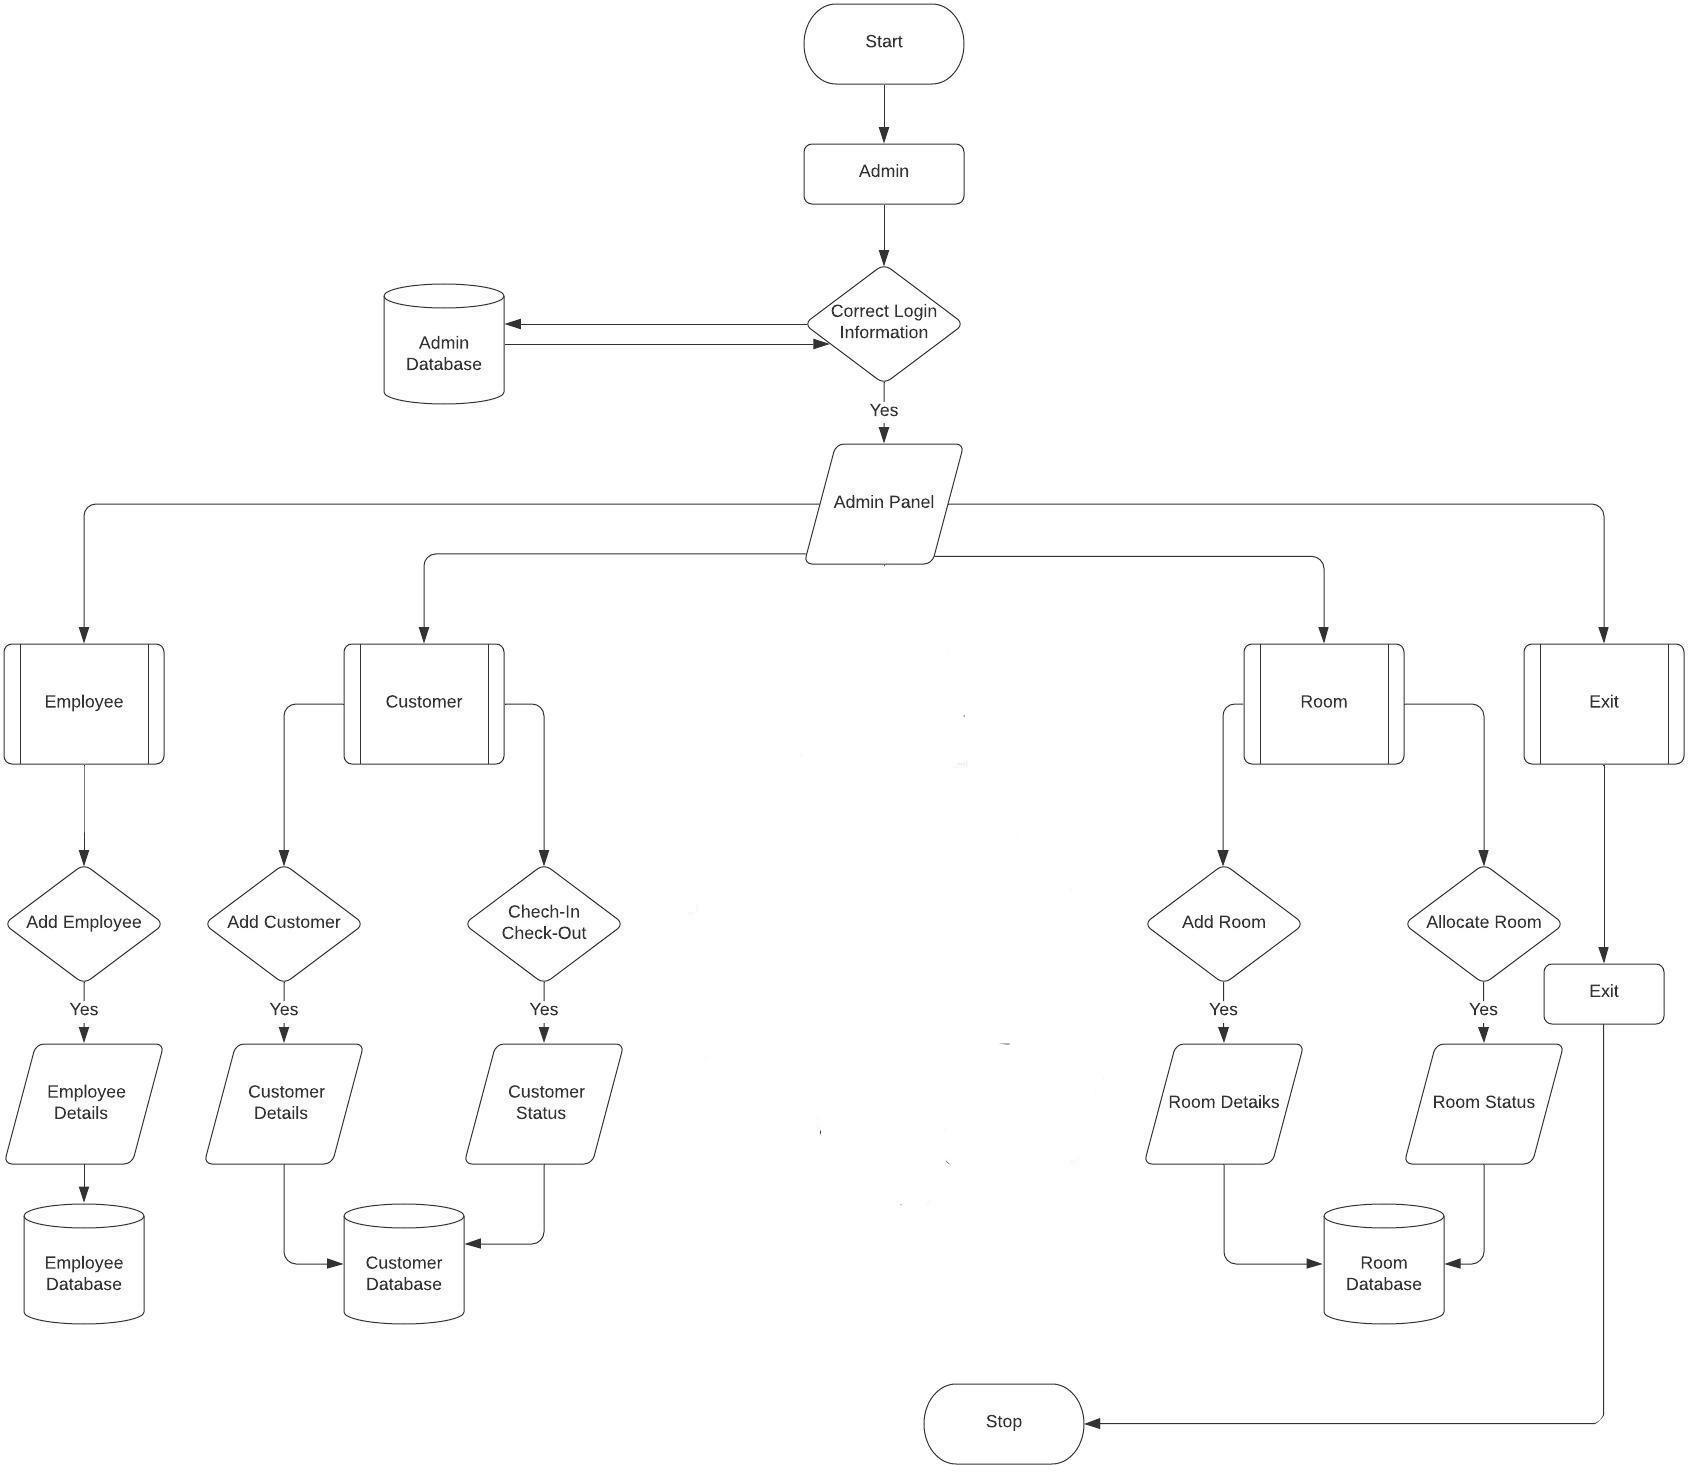 Start
Admin
Correct Login
Information
Admin
Database
Yes
Admin Panel
Employee
Customer
Room
Exit
Add Employee
Add Customer
Chech-In
Check-Out
Add Room
Allocate Room
Exit
Yes
Yes
Yes
Yes
Yes
Employee
Details
Customer
Details
Customer
Status
Room Detaiks
Room Status
Employee
Database
Customer
Database
Room
Database
Stop